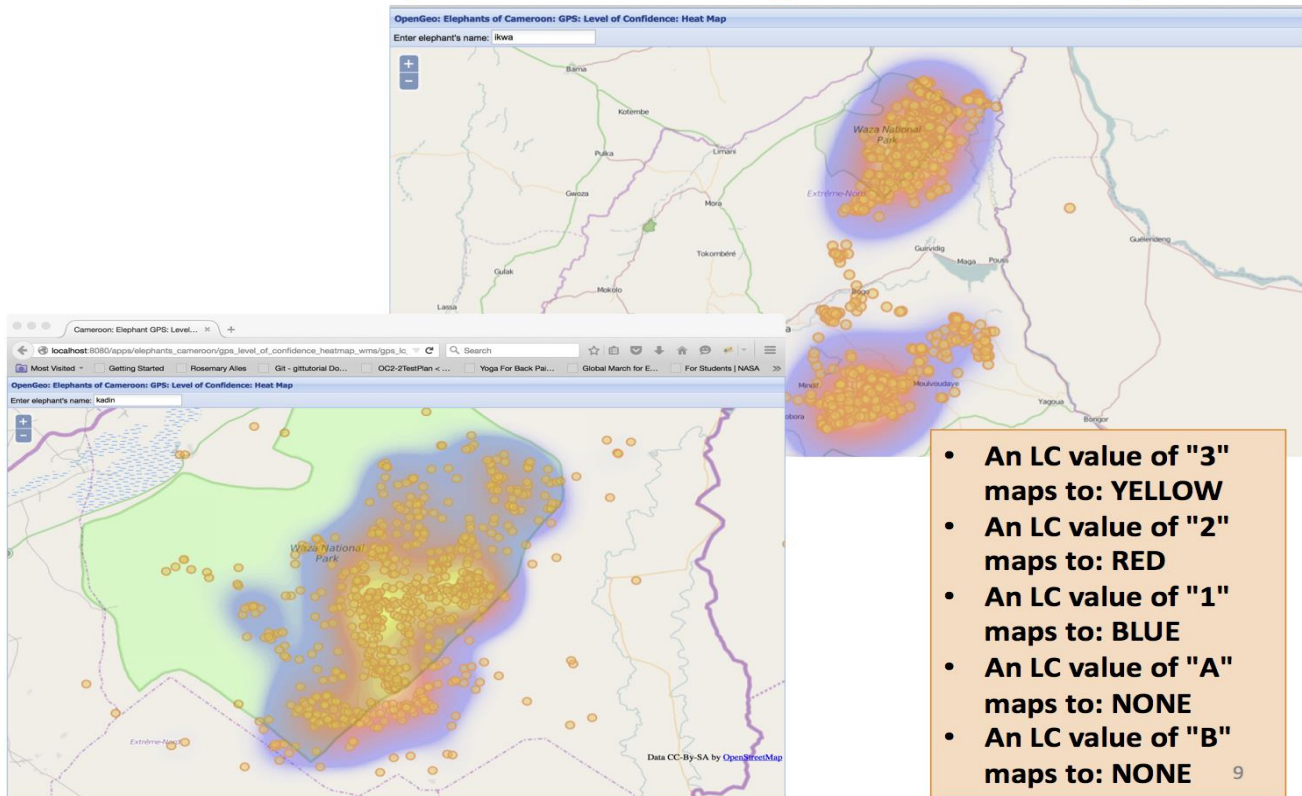 OpenGeo: Elephants of Cameroon: GPS: Level of Confidence: Heat Map
Enter elephant's name: ikwa
+
−
Bama
Kotembe
Pulka
Limani
Waza National
Park
Gwoza
Extrême-Nord
Mora
Guelendeng
Tokombéré
Guirvidig
Maga
Pouss
Gulak
Mokolo
Bogo
Lassa
Mindif
Moulvoudaye
Yagoua
Bongor
Cameroon: Elephant GPS: Level... × +
localhost:8080/apps/elephants_cameroon/gps_level_of_confidence_heatmap_wms/gps_lc_
Search
Most Visited
Getting Started
Rosemary Alles
Git - gittutorial Do...
OC2-2TestPlan < ...
Yoga For Back Pai...
Global March for E...
For Students | NASA
>>
OpenGeo: Elephants of Cameroon: GPS: Level of Confidence: Heat Map
Enter elephant's name: kadin
+
−
Waza National
Park
Extrême-Nord
Data CC-By-SA by OpenStreetMap
• An LC value of "3"
maps to: YELLOW
• An LC value of "2"
maps to: RED
• An LC value of "1"
maps to: BLUE
• An LC value of "A"
maps to: NONE
• An LC value of "B"
maps to: NONE
9